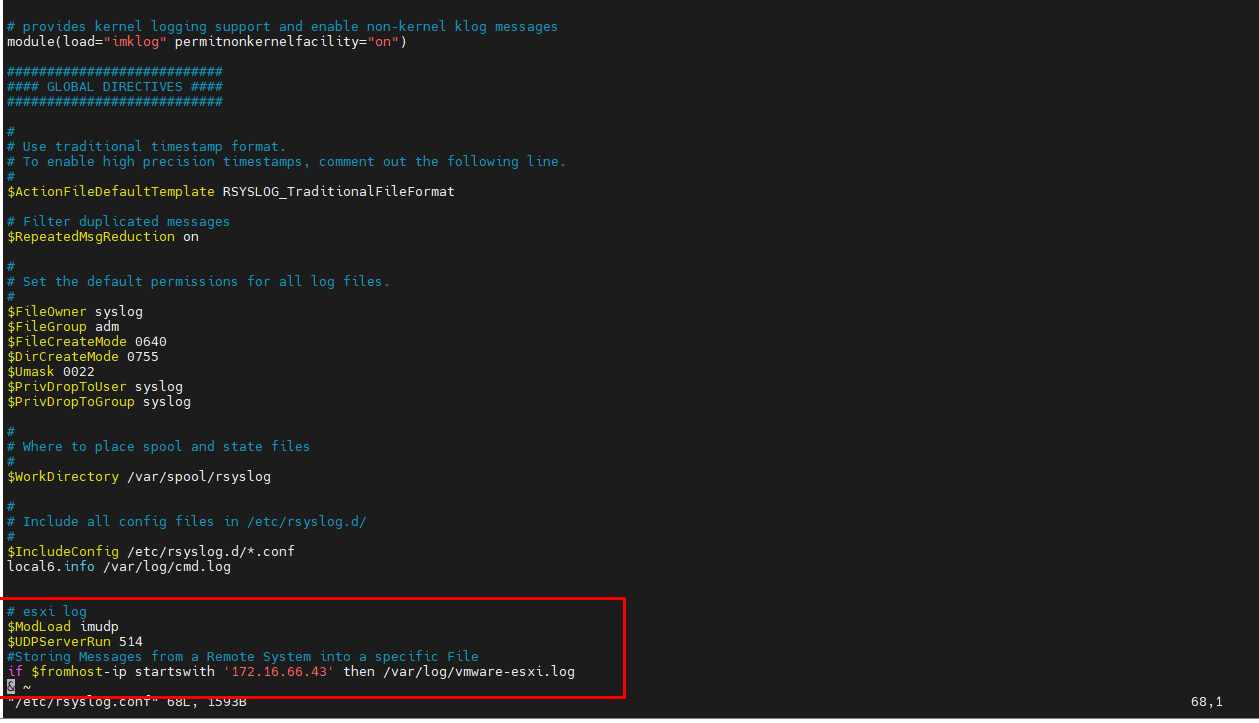 # provides kernel logging support and enable non-kernel klog messages
module(load="imklog" permitnonkernelfacility="on")
###########################
#### GLOBAL DIRECTIVES ####
###########################
#
# Use traditional timestamp format.
# To enable high precision timestamps, comment out the following line.
#
$ActionFileDefaultTemplate RSYSLOG_TraditionalFileFormat
# Filter duplicated messages
$RepeatedMsgReduction on
#
# Set the default permissions for all log files.
#
$FileOwner syslog
$FileGroup adm
$FileCreateMode 0640
$DirCreateMode 0755
$Umask 0022
$PrivDropToUser syslog
$PrivDropToGroup syslog
#
# Where to place spool and state files
#
$WorkDirectory /var/spool/rsyslog
#
# Include all config files in /etc/rsyslog.d/
#
$IncludeConfig /etc/rsyslog.d/*.conf
local6.info /var/log/cmd.log
# esxi log
$ModLoad imudp
$UDPServerRun 514
#Storing Messages from a Remote System into a specific File
if $fromhost-ip startswith '172.16.66.43' then /var/log/vmware-esxi.log
& ~
"/etc/rsyslog.conf" 68L, 1593B 68,1